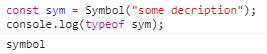 const sym = Symbol("some decription");
console.log(typeof sym);
symbol